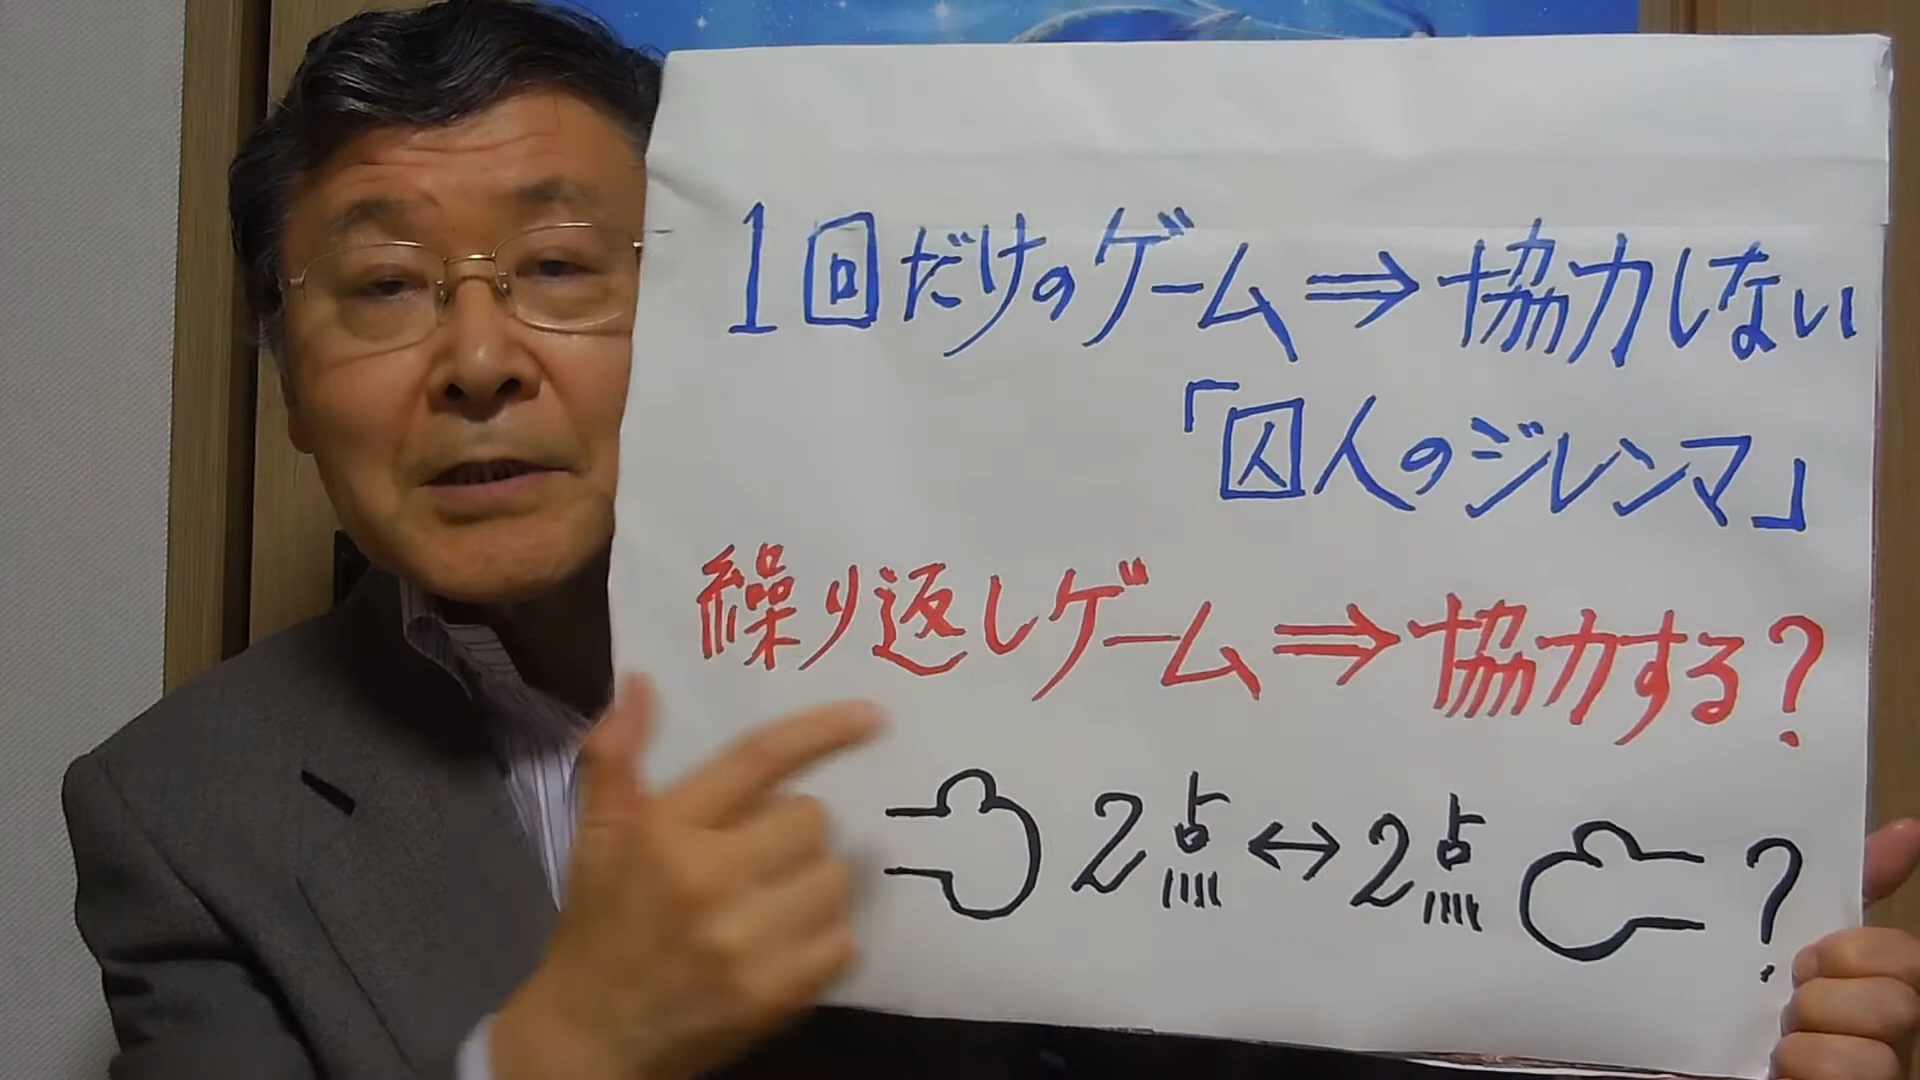 1回だけのゲーム⇒協力しない
「囚人のジレンマ」
繰り返しゲーム⇒協力する?
2点↔2点?